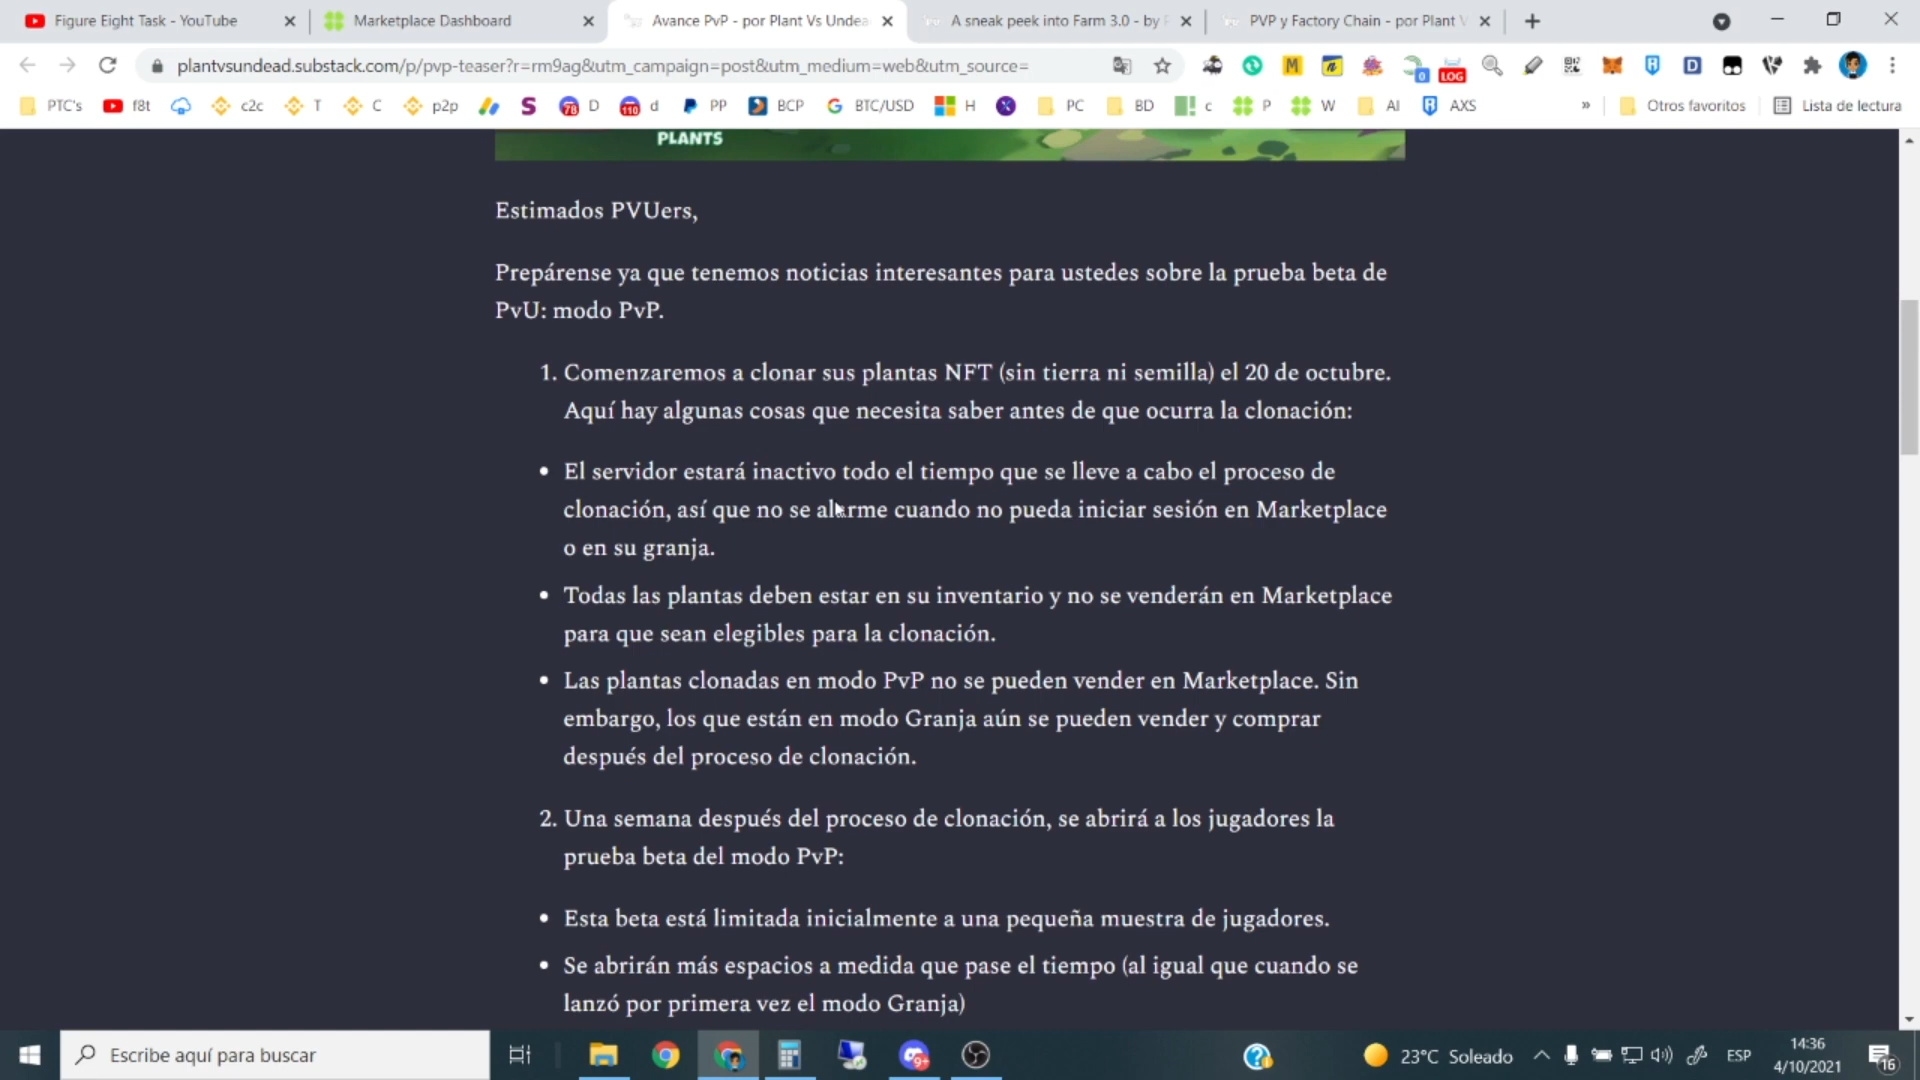 Figure Eight Task - YouTube
Marketplace Dashboard
Avance PvP - por Plant Vs Undea
A sneak peek into Farm 3.0 - by P
PVP y Factory Chain - por Plant V
plantvsundead.substack.com/p/pvp-teaser?r=rm9ag&utm_campaign=post&utm_medium=web&utm_source=
PTC's
f8t
c2c
T
C
p2p
78 D
110 d
PP
BCP
BTC/USD
H
PC
BD
c
P
W
AI
AXS
»
Otros favoritos
Lista de lectura
PLANTS
Estimados PVUers,
Prepárense ya que tenemos noticias interesantes para ustedes sobre la prueba beta de
PvU: modo PvP.
1. Comenzaremos a clonar sus plantas NFT (sin tierra ni semilla) el 20 de octubre.
Aquí hay algunas cosas que necesita saber antes de que ocurra la clonación:
• El servidor estará inactivo todo el tiempo que se lleve a cabo el proceso de
clonación, así que no se alarme cuando no pueda iniciar sesión en Marketplace
o en su granja.
• Todas las plantas deben estar en su inventario y no se venderán en Marketplace
para que sean elegibles para la clonación.
• Las plantas clonadas en modo PvP no se pueden vender en Marketplace. Sin
embargo, los que están en modo Granja aún se pueden vender y comprar
después del proceso de clonación.
2. Una semana después del proceso de clonación, se abrirá a los jugadores la
prueba beta del modo PvP:
• Esta beta está limitada inicialmente a una pequeña muestra de jugadores.
• Se abrirán más espacios a medida que pase el tiempo (al igual que cuando se
lanzó por primera vez el modo Granja)
Escribe aquí para buscar
23°C Soleado
ESP
14:36
4/10/2021
16